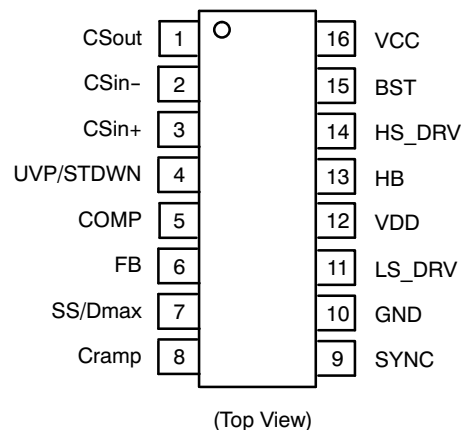 CSout 1 16 VCC
CSin− 2 15 BST
CSin+ 3 14 HS_DRV
UVP/STDWN 4 13 HB
COMP 5 12 VDD
FB 6 11 LS_DRV
SS/Dmax 7 10 GND
Cramp 8 9 SYNC
(Top View)